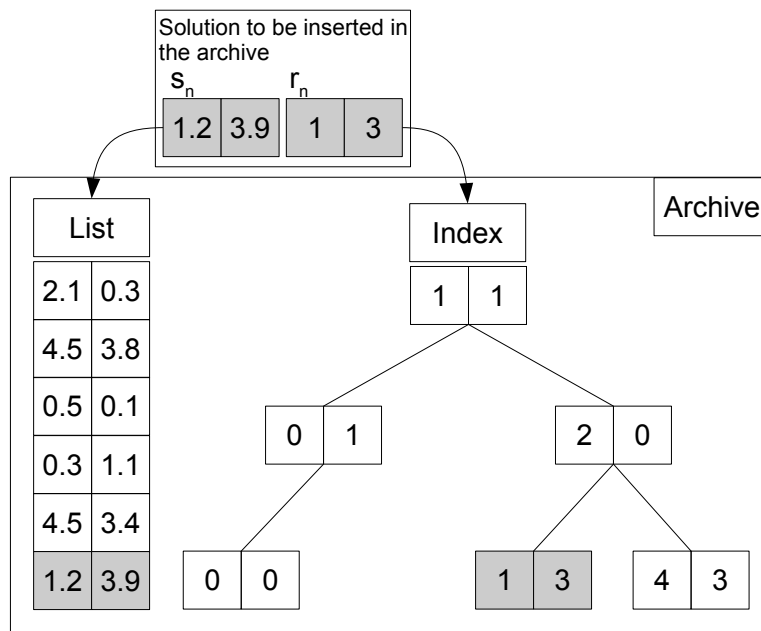 Solution to be inserted in
the archive
sn rn
1.2 3.9 1 3
Archive
List Index
2.1 0.3 1 1
4.5 3.8
0.5 0.1 0 1 2 0
0.3 1.1
4.5 3.4
1.2 3.9 0 0 1 3 4 3